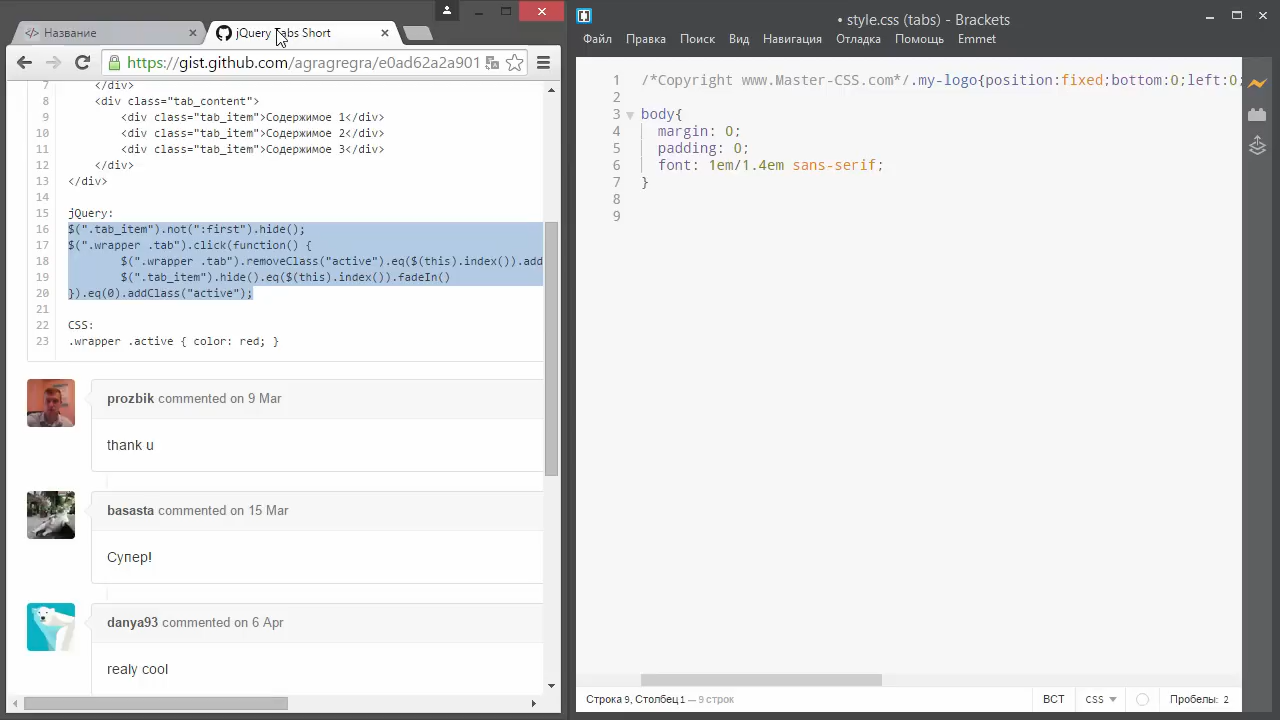 Название
jQuery Tabs Short
https://gist.github.com/agragregra/e0ad62a2a901
7 </div>
8 <div class="tab_content">
9 <div class="tab_item">Содержимое 1</div>
10 <div class="tab_item">Содержимое 2</div>
11 <div class="tab_item">Содержимое 3</div>
12 </div>
13 </div>
14
15 jQuery:
16 $(".tab_item").not(":first").hide();
17 $(".wrapper .tab").click(function() {
18 $(".wrapper .tab").removeClass("active").eq($(this).index()).add
19 $(".tab_item").hide().eq($(this).index()).fadeIn()
20 }).eq(0).addClass("active");
21
22 CSS:
23 .wrapper .active { color: red; }
prozbik commented on 9 Mar
thank u
basasta commented on 15 Mar
Супер!
danya93 commented on 6 Apr
realy cool
• style.css (tabs) - Brackets
Файл Правка Поиск Вид Навигация Отладка Помощь Emmet
1 /*Copyright www.Master-CSS.com*/.my-logo{position:fixed;bottom:0;left:0;
2
3 body{
4 margin: 0;
5 padding: 0;
6 font: 1em/1.4em sans-serif;
7 }
8
9
Строка 9, Столбец 1 — 9 строк
ВСТ CSS Пробелы: 2